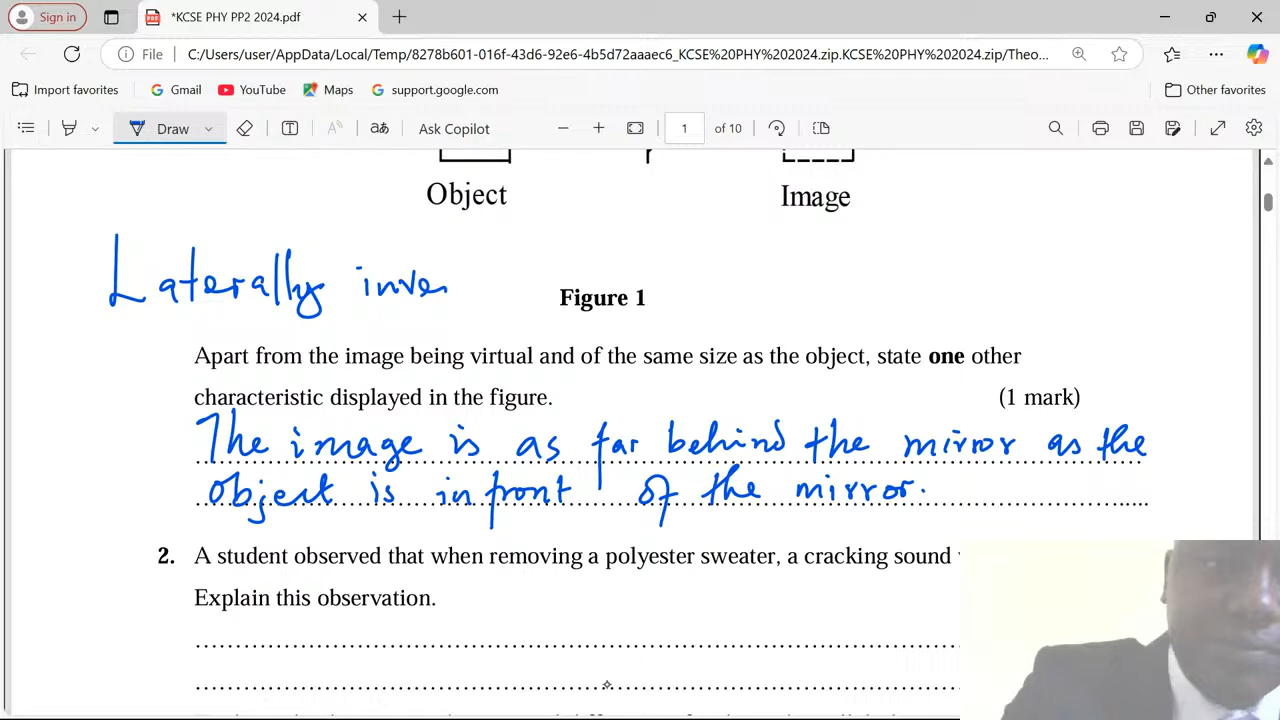 Sign in
*KCSE PHY PP2 2024.pdf
File
C:/Users/user/AppData/Local/Temp/8278b601-016f-43d6-92e6-4b5d72aaaec6_KCSE%20PHY%202024.zip.KCSE%20PHY%202024.zip/Theo...
Import favorites
Gmail
YouTube
Maps
support.google.com
Other favorites
Draw
Ask Copilot
1 of 10
Object
Image
Laterally inve
Figure 1
Apart from the image being virtual and of the same size as the object, state one other
characteristic displayed in the figure. (1 mark)
The image is as far behind the mirror as the
object is infront of the mirror.
2. A student observed that when removing a polyester sweater, a cracking sound
Explain this observation.